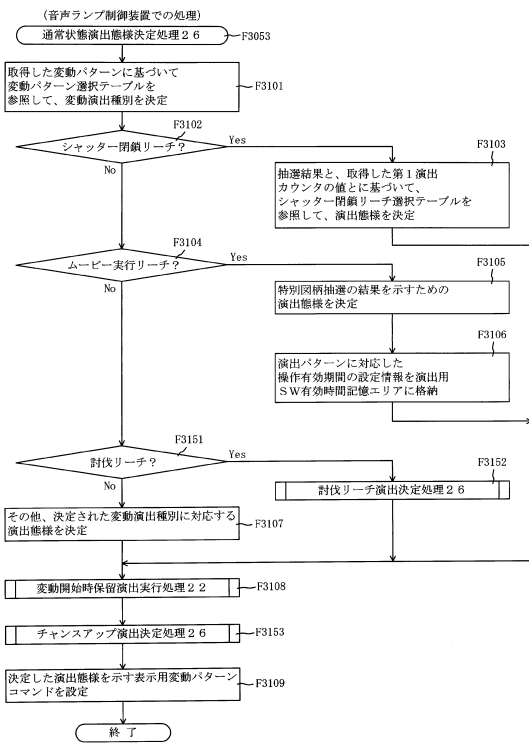 (音声ランプ制御装置での処理)
通常状態演出態様決定処理26
F3053
取得した変動パターンに基づいて
変動パターン選択テーブルを
参照して、変動演出種別を決定
F3101
F3102
シャッター閉鎖リーチ?
Yes
No
F3103
抽選結果と、取得した第1演出
カウンタの値とに基づいて、
シャッター閉鎖リーチ選択テーブルを
参照して、演出態様を決定
F3104
ムービー実行リーチ?
Yes
No
F3105
特別図柄抽選の結果を示すための
演出態様を決定
F3106
演出パターンに対応した
操作有効期間の設定情報を演出用
SW有効時間記憶エリアに格納
F3151
討伐リーチ?
Yes
No
F3152
討伐リーチ演出決定処理26
その他、決定された変動演出種別に対応する
演出態様を決定
F3107
変動開始時保留演出実行処理22
F3108
チャンスアップ演出決定処理26
F3153
決定した演出態様を示す表示用変動パターン
コマンドを設定
F3109
終了